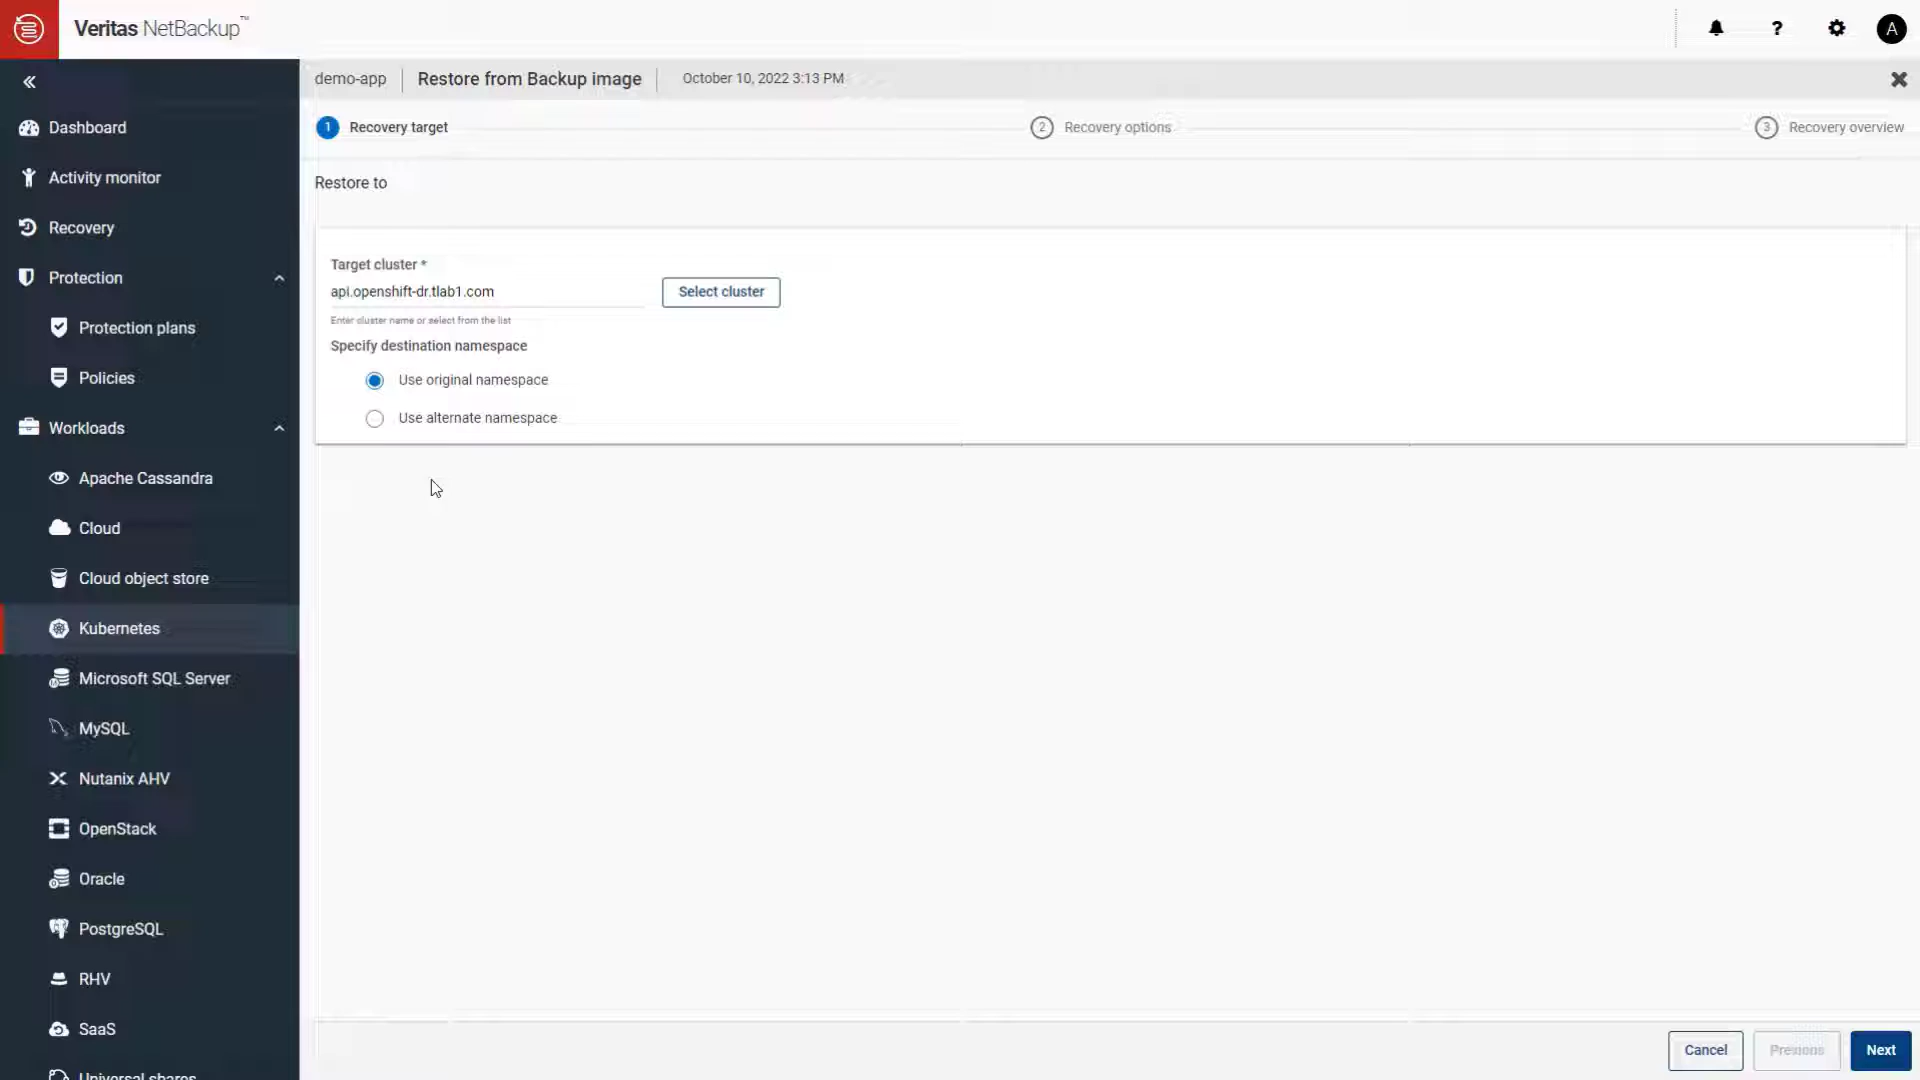 Veritas NetBackup™
A
demo-app
Restore from Backup image
October 10, 2022 3:13 PM
1 Recovery target
2 Recovery options
3 Recovery overview
Dashboard
Activity monitor
Recovery
Protection
Protection plans
Policies
Workloads
Apache Cassandra
Cloud
Cloud object store
Kubernetes
Microsoft SQL Server
MySQL
Nutanix AHV
OpenStack
Oracle
PostgreSQL
RHV
SaaS
Universal shares
Restore to
Target cluster *
api.openshift-dr.tlab1.com
Select cluster
Enter cluster name or select from the list
Specify destination namespace
Use original namespace
Use alternate namespace
Cancel
Previous
Next